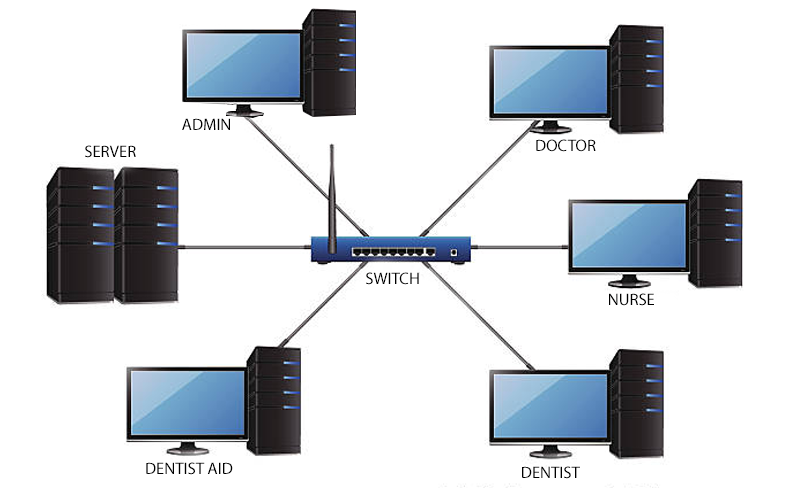 ADMIN
DOCTOR
SERVER
SWITCH
NURSE
DENTIST AID
DENTIST